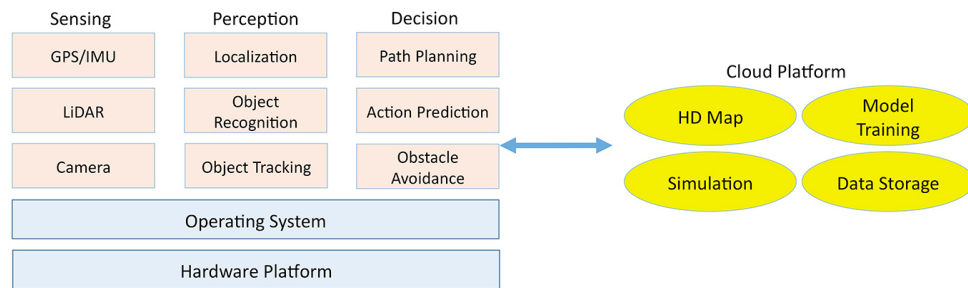 Sensing
Perception
Decision
GPS/IMU
Localization
Path Planning
LiDAR
Object
Recognition
Action Prediction
Camera
Object Tracking
Obstacle
Avoidance
Operating System
Hardware Platform
Cloud Platform
HD Map
Model
Training
Simulation
Data Storage